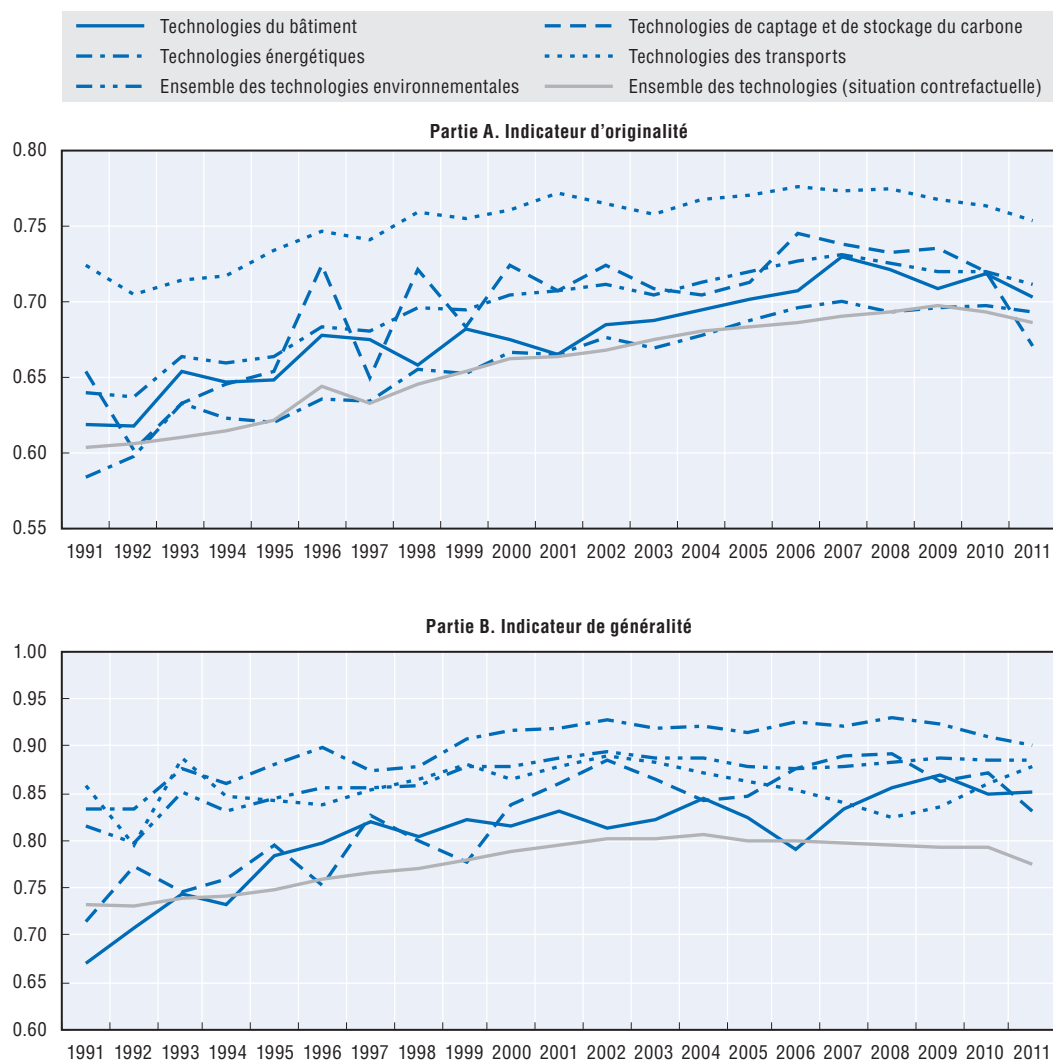 Technologies du bâtiment
Technologies de captage et de stockage du carbone
Technologies énergétiques
Technologies des transports
Ensemble des technologies environnementales
Ensemble des technologies (situation contrefactuelle)
Partie A. Indicateur d'originalité
0.80
0.75
0.70
0.65
0.60
0.55
1991 1992 1993 1994 1995 1996 1997 1998 1999 2000 2001 2002 2003 2004 2005 2006 2007 2008 2009 2010 2011
Partie B. Indicateur de généralité
1.00
0.95
0.90
0.85
0.80
0.75
0.70
0.65
0.60
1991 1992 1993 1994 1995 1996 1997 1998 1999 2000 2001 2002 2003 2004 2005 2006 2007 2008 2009 2010 2011